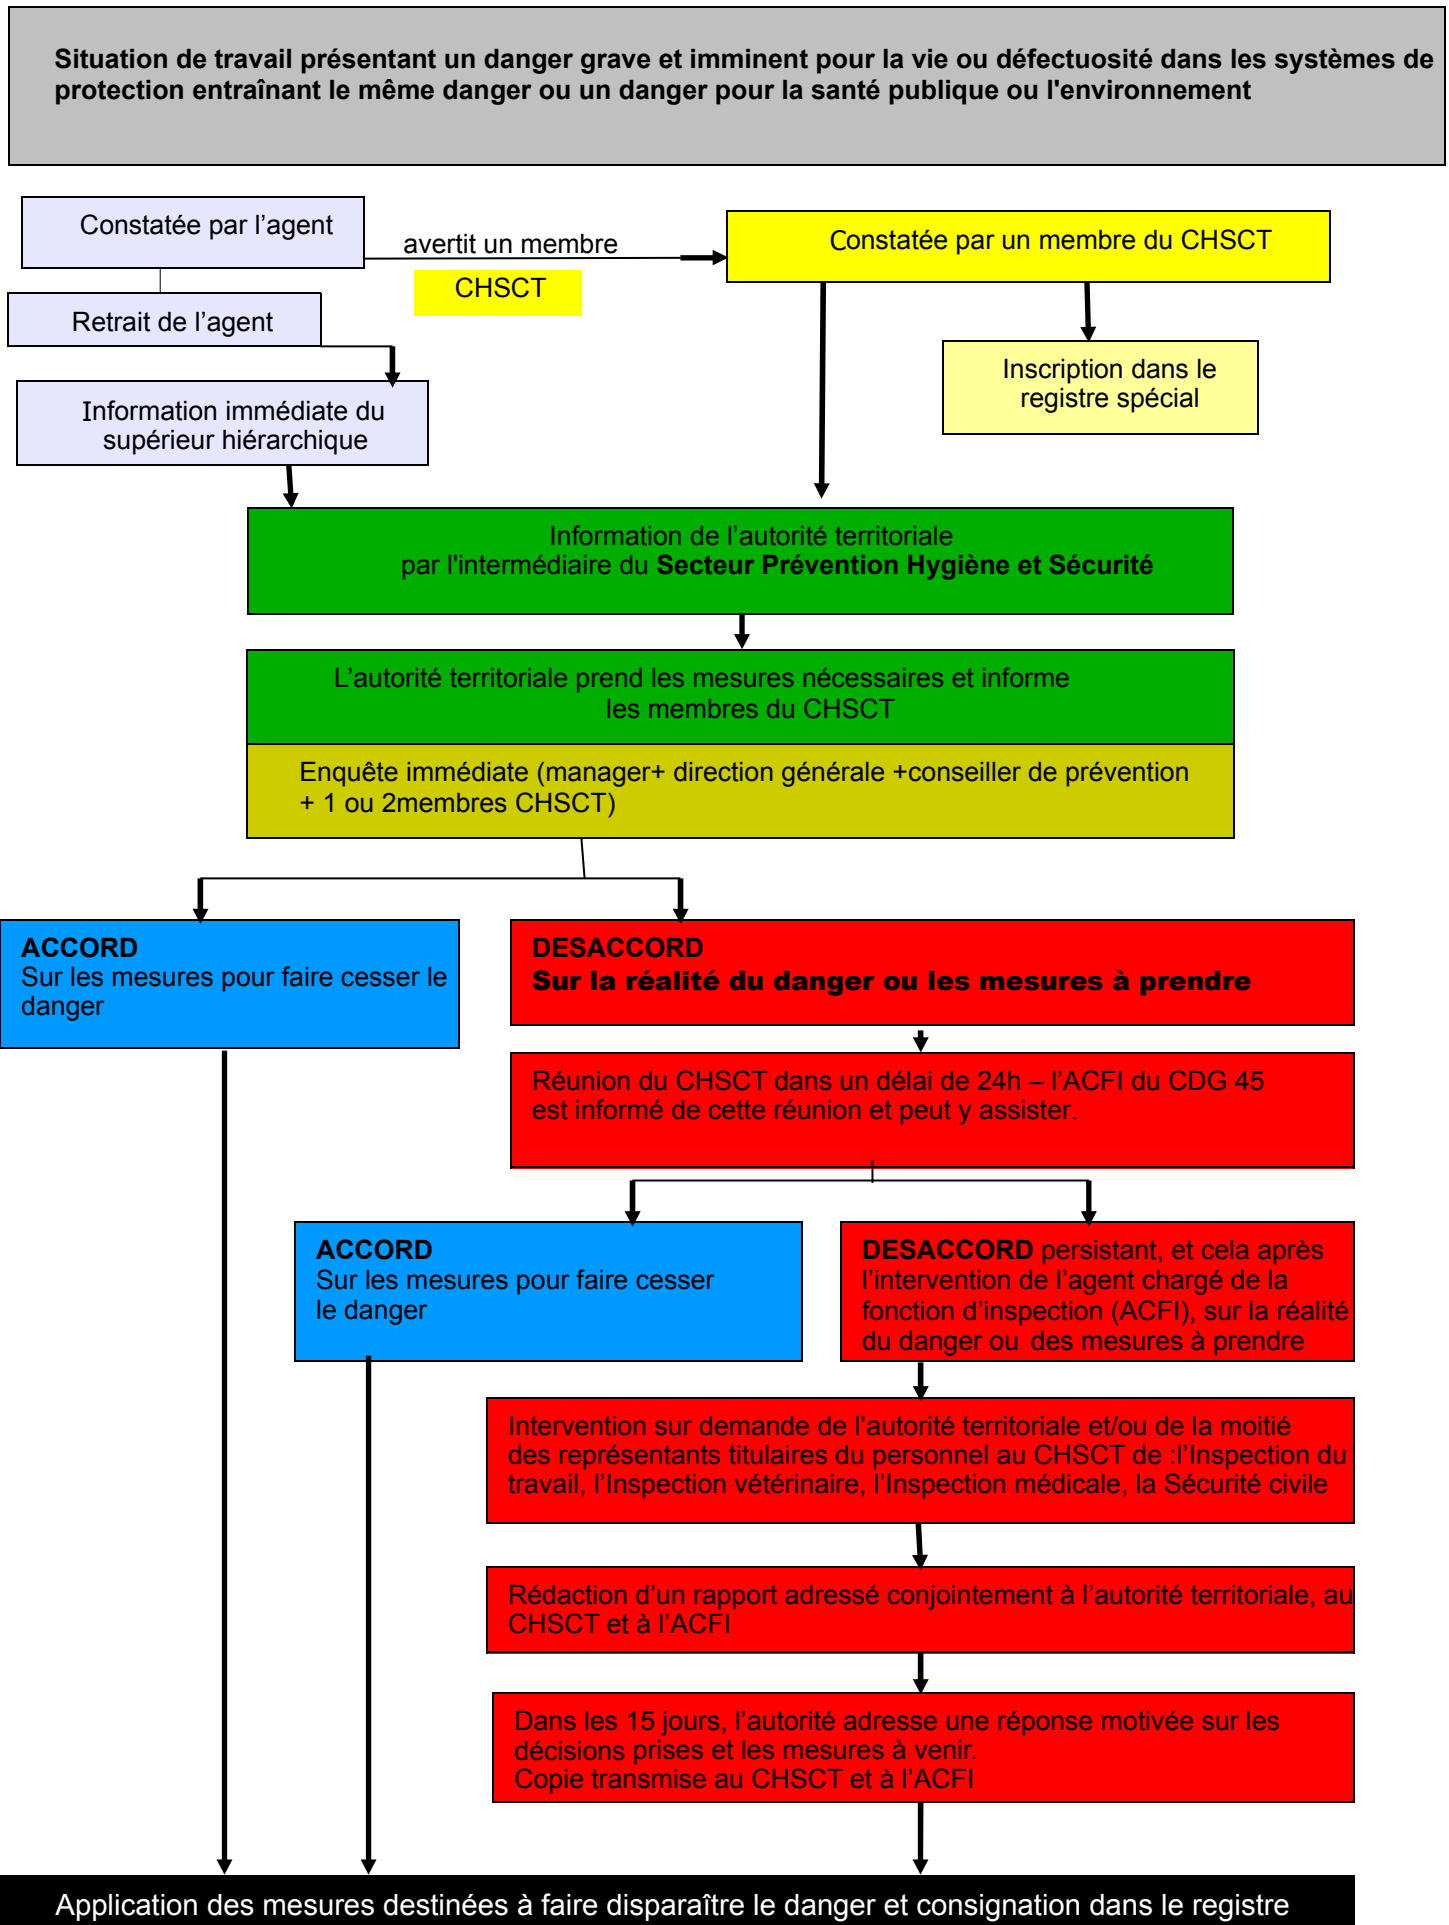 Situation de travail présentant un danger grave et imminent pour la vie ou défectuosité dans les systèmes de
protection entraînant le même danger ou un danger pour la santé publique ou l'environnement
Constatée par l’agent
avertit un membre
CHSCT
Constatée par un membre du CHSCT
Retrait de l’agent
Information immédiate du
supérieur hiérarchique
Inscription dans le
registre spécial
Information de l’autorité territoriale
par l'intermédiaire du Secteur Prévention Hygiène et Sécurité
L’autorité territoriale prend les mesures nécessaires et informe
les membres du CHSCT
Enquête immédiate (manager+ direction générale +conseiller de prévention
+ 1 ou 2membres CHSCT)
ACCORD
Sur les mesures pour faire cesser le
danger
DESACCORD
Sur la réalité du danger ou les mesures à prendre
Réunion du CHSCT dans un délai de 24h – l’ACFI du CDG 45
est informé de cette réunion et peut y assister.
ACCORD
Sur les mesures pour faire cesser
le danger
DESACCORD persistant, et cela après
l’intervention de l’agent chargé de la
fonction d’inspection (ACFI), sur la réalité
du danger ou des mesures à prendre
Intervention sur demande de l’autorité territoriale et/ou de la moitié
des représentants titulaires du personnel au CHSCT de :l’Inspection du
travail, l’Inspection vétérinaire, l’Inspection médicale, la Sécurité civile
Rédaction d’un rapport adressé conjointement à l’autorité territoriale, au
CHSCT et à l’ACFI
Dans les 15 jours, l’autorité adresse une réponse motivée sur les
décisions prises et les mesures à venir.
Copie transmise au CHSCT et à l’ACFI
Application des mesures destinées à faire disparaître le danger et consignation dans le registre